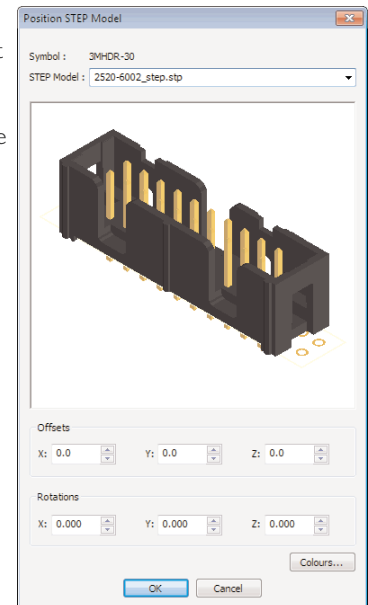 Position STEP Model
Symbol : 3MHDR-30
STEP Model : 2520-6002_step.stp
Offsets
X: 0.0 Y: 0.0 Z: 0.0
Rotations
X: 0.000 Y: 0.000 Z: 0.000
Colours...
OK Cancel